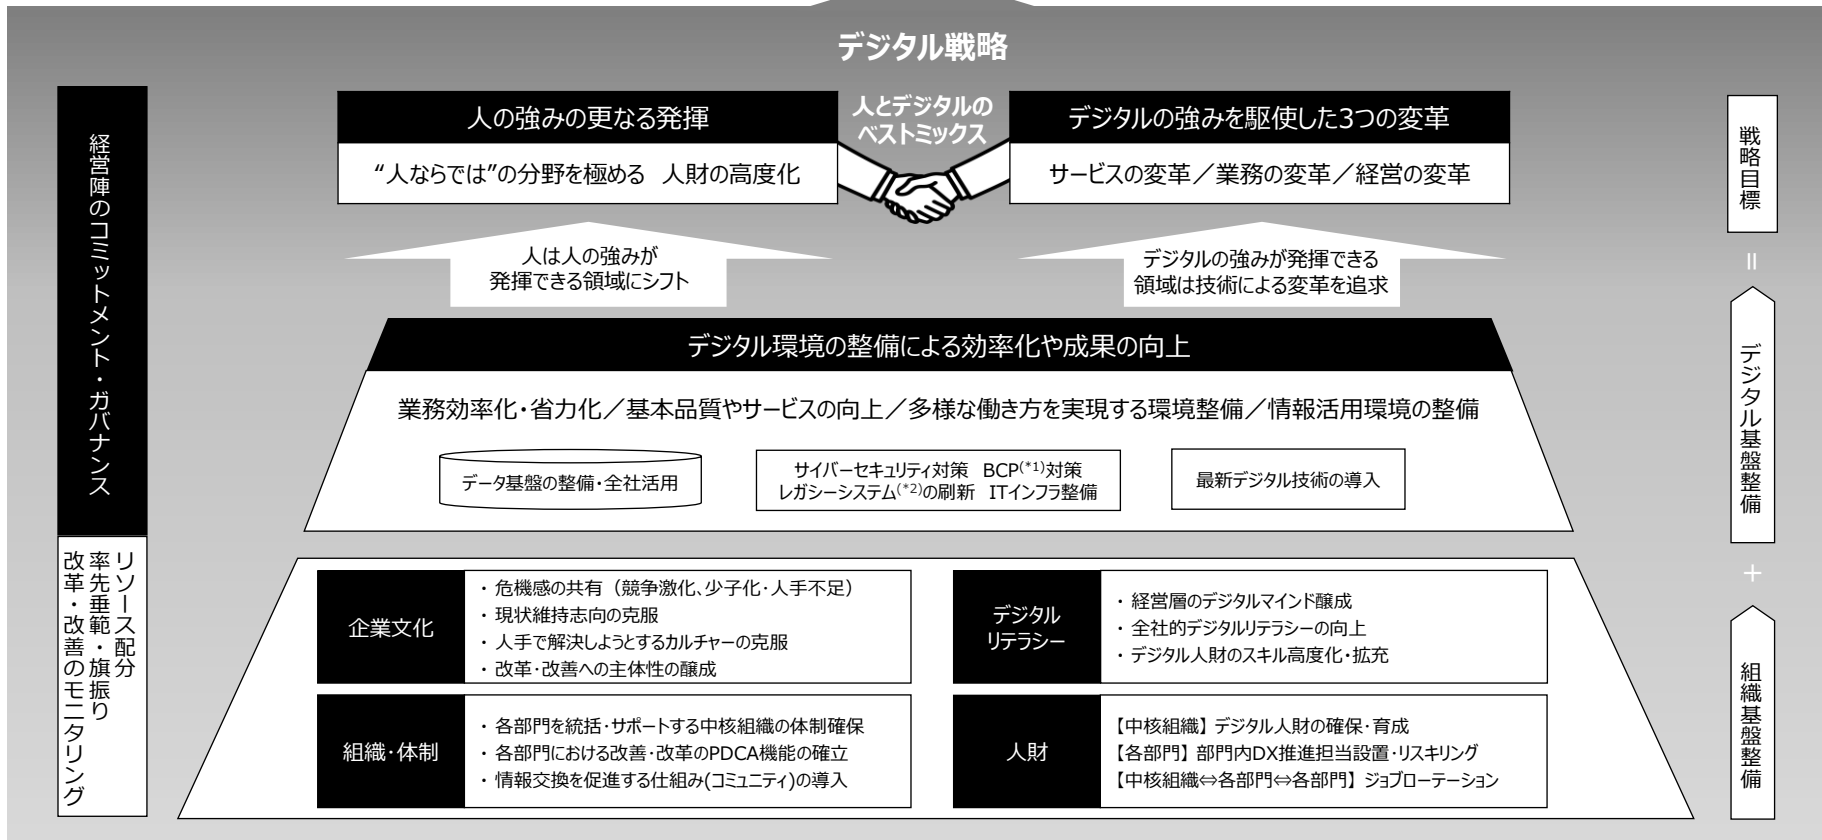 デジタル戦略
経営陣のコミットメント・ガバナンス
リソース配分
率先垂範・旗振り
改革・改善のモニタリング
人の強みの更なる発揮
“人ならでは”の分野を極める 人財の高度化
人とデジタルの
ベストミックス
デジタルの強みを駆使した3つの変革
サービスの変革／業務の変革／経営の変革
人は人の強みが
発揮できる領域にシフト
デジタルの強みが発揮できる
領域は技術による変革を追求
デジタル環境の整備による効率化や成果の向上
業務効率化・省力化／基本品質やサービスの向上／多様な働き方を実現する環境整備／情報活用環境の整備
データ基盤の整備・全社活用
サイバーセキュリティ対策 BCP(*1)対策
レガシーシステム(*2)の刷新 ITインフラ整備
最新デジタル技術の導入
企業文化
・危機感の共有（競争激化、少子化・人手不足）
・現状維持志向の克服
・人手で解決しようとするカルチャーの克服
・改革・改善への主体性の醸成
デジタル
リテラシー
・経営層のデジタルマインド醸成
・全社的デジタルリテラシーの向上
・デジタル人財のスキル高度化・拡充
組織・体制
・各部門を統括・サポートする中核組織の体制確保
・各部門における改善・改革のPDCA機能の確立
・情報交換を促進する仕組み(コミュニティ)の導入
人財
【中核組織】デジタル人財の確保・育成
【各部門】部門内DX推進担当設置・リスキリング
【中核組織⇔各部門⇔各部門】ジョブローテーション
戦略目標
＝
デジタル基盤整備
＋
組織基盤整備